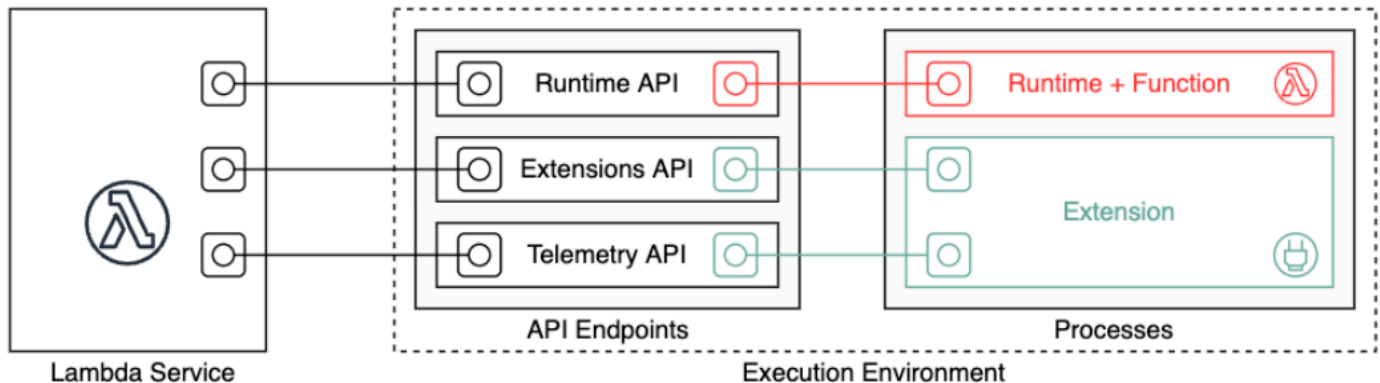 Runtime API
Runtime + Function
Extensions API
Extension
Telemetry API
API Endpoints
Processes
Lambda Service
Execution Environment